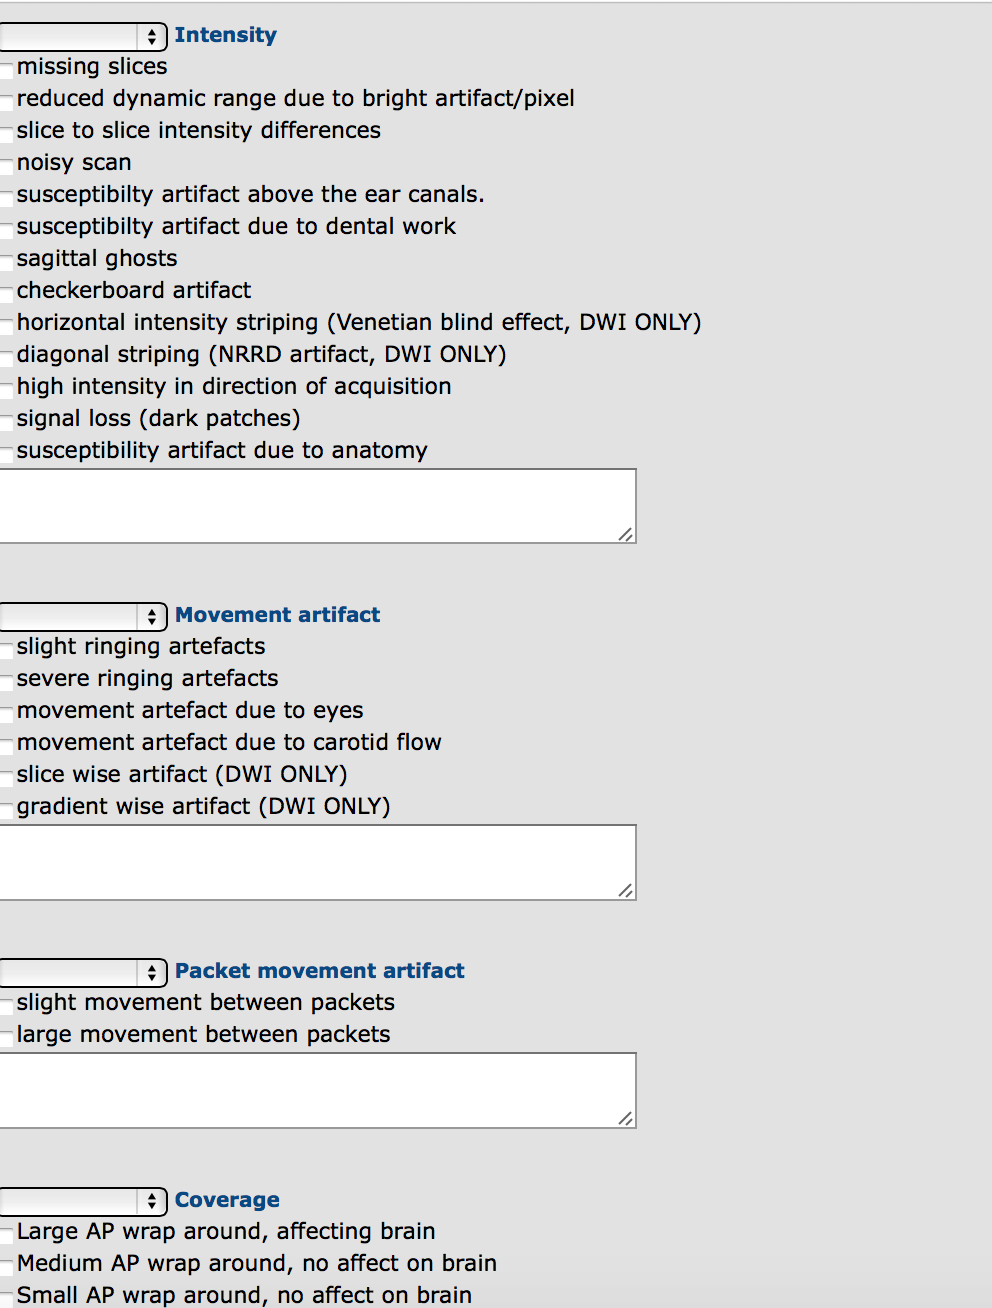 Intensity
missing slices
reduced dynamic range due to bright artifact/pixel
slice to slice intensity differences
noisy scan
susceptibilty artifact above the ear canals.
susceptibilty artifact due to dental work
sagittal ghosts
checkerboard artifact
horizontal intensity striping (Venetian blind effect, DWI ONLY)
diagonal striping (NRRD artifact, DWI ONLY)
high intensity in direction of acquisition
signal loss (dark patches)
susceptibility artifact due to anatomy
Movement artifact
slight ringing artefacts
severe ringing artefacts
movement artefact due to eyes
movement artefact due to carotid flow
slice wise artifact (DWI ONLY)
gradient wise artifact (DWI ONLY)
Packet movement artifact
slight movement between packets
large movement between packets
Coverage
Large AP wrap around, affecting brain
Medium AP wrap around, no affect on brain
Small AP wrap around, no affect on brain